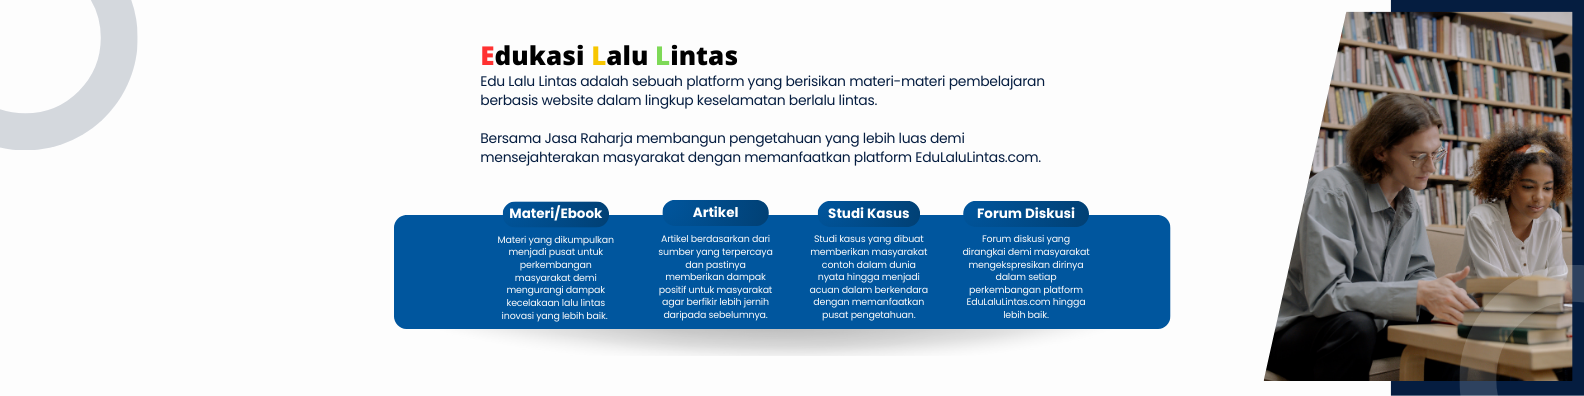 Edukasi Lalu Lintas
Edu Lalu Lintas adalah sebuah platform yang berisikan materi-materi pembelajaran
berbasis website dalam lingkup keselamatan berlalu lintas.
Bersama Jasa Raharja membangun pengetahuan yang lebih luas demi
mensejahterakan masyarakat dengan memanfaatkan platform EduLaluLintas.com.
Materi/Ebook
Materi yang dikumpulkan
menjadi pusat untuk
perkembangan
masyarakat demi
mengurangi dampak
kecelakaan lalu lintas
inovasi yang lebih baik.
Artikel
Artikel berdasarkan dari
sumber yang terpercaya
dan pastinya
memberikan dampak
positif untuk masyarakat
agar berfikir lebih jernih
daripada sebelumnya.
Studi Kasus
Studi kasus yang dibuat
memberikan masyarakat
contoh dalam dunia
nyata hingga menjadi
acuan dalam berkendara
dengan memanfaatkan
pusat pengetahuan.
Forum Diskusi
Forum diskusi yang
dirangkai demi masyarakat
mengekspresikan dirinya
dalam setiap
perkembangan platform
EduLaluLintas.com hingga
lebih baik.